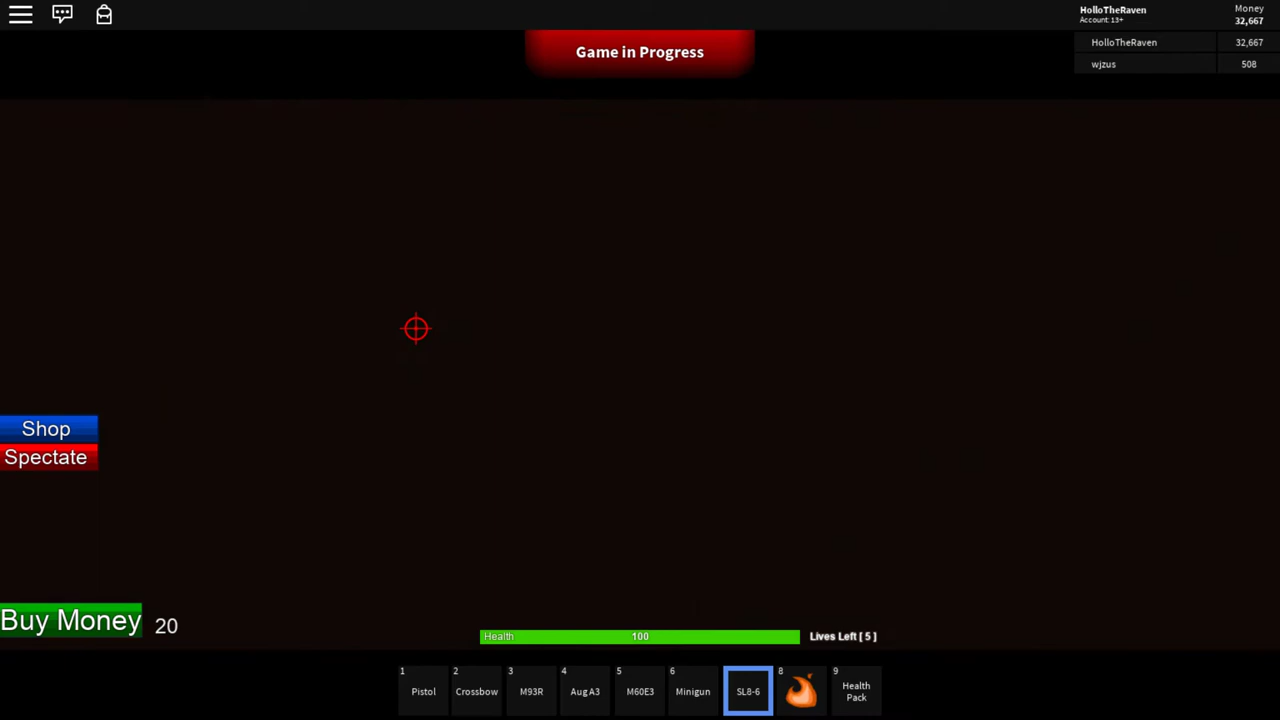 HolloTheRaven
Account: 13+
Money
32,667
Game in Progress
HolloTheRaven 32,667
wjzus 508
Shop
Spectate
Buy Money 20
Health 100 Lives Left [ 5 ]
1 Pistol
2 Crossbow
3 M93R
4 Aug A3
5 M60E3
6 Minigun
SL8-6
8
9 Health
Pack